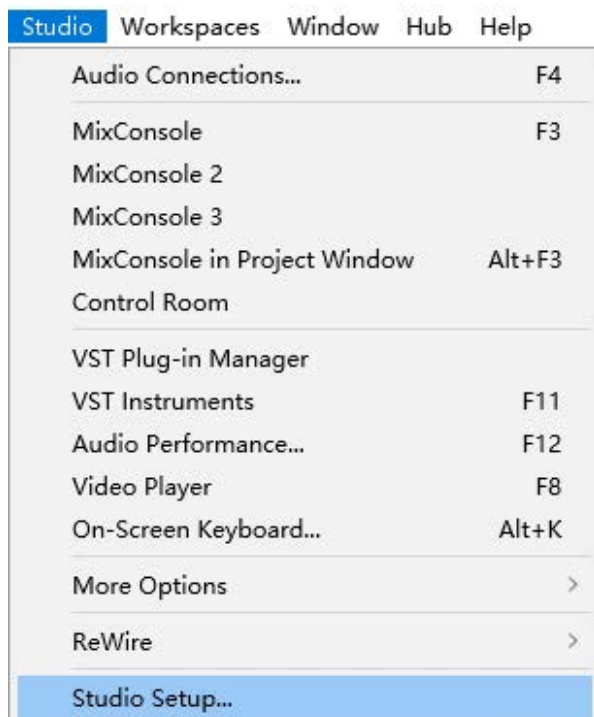 Studio Workspaces Window Hub Help
Audio Connections... F4
MixConsole F3
MixConsole 2
MixConsole 3
MixConsole in Project Window Alt+F3
Control Room
VST Plug-in Manager
VST Instruments F11
Audio Performance... F12
Video Player F8
On-Screen Keyboard... Alt+K
More Options >
ReWire >
Studio Setup...